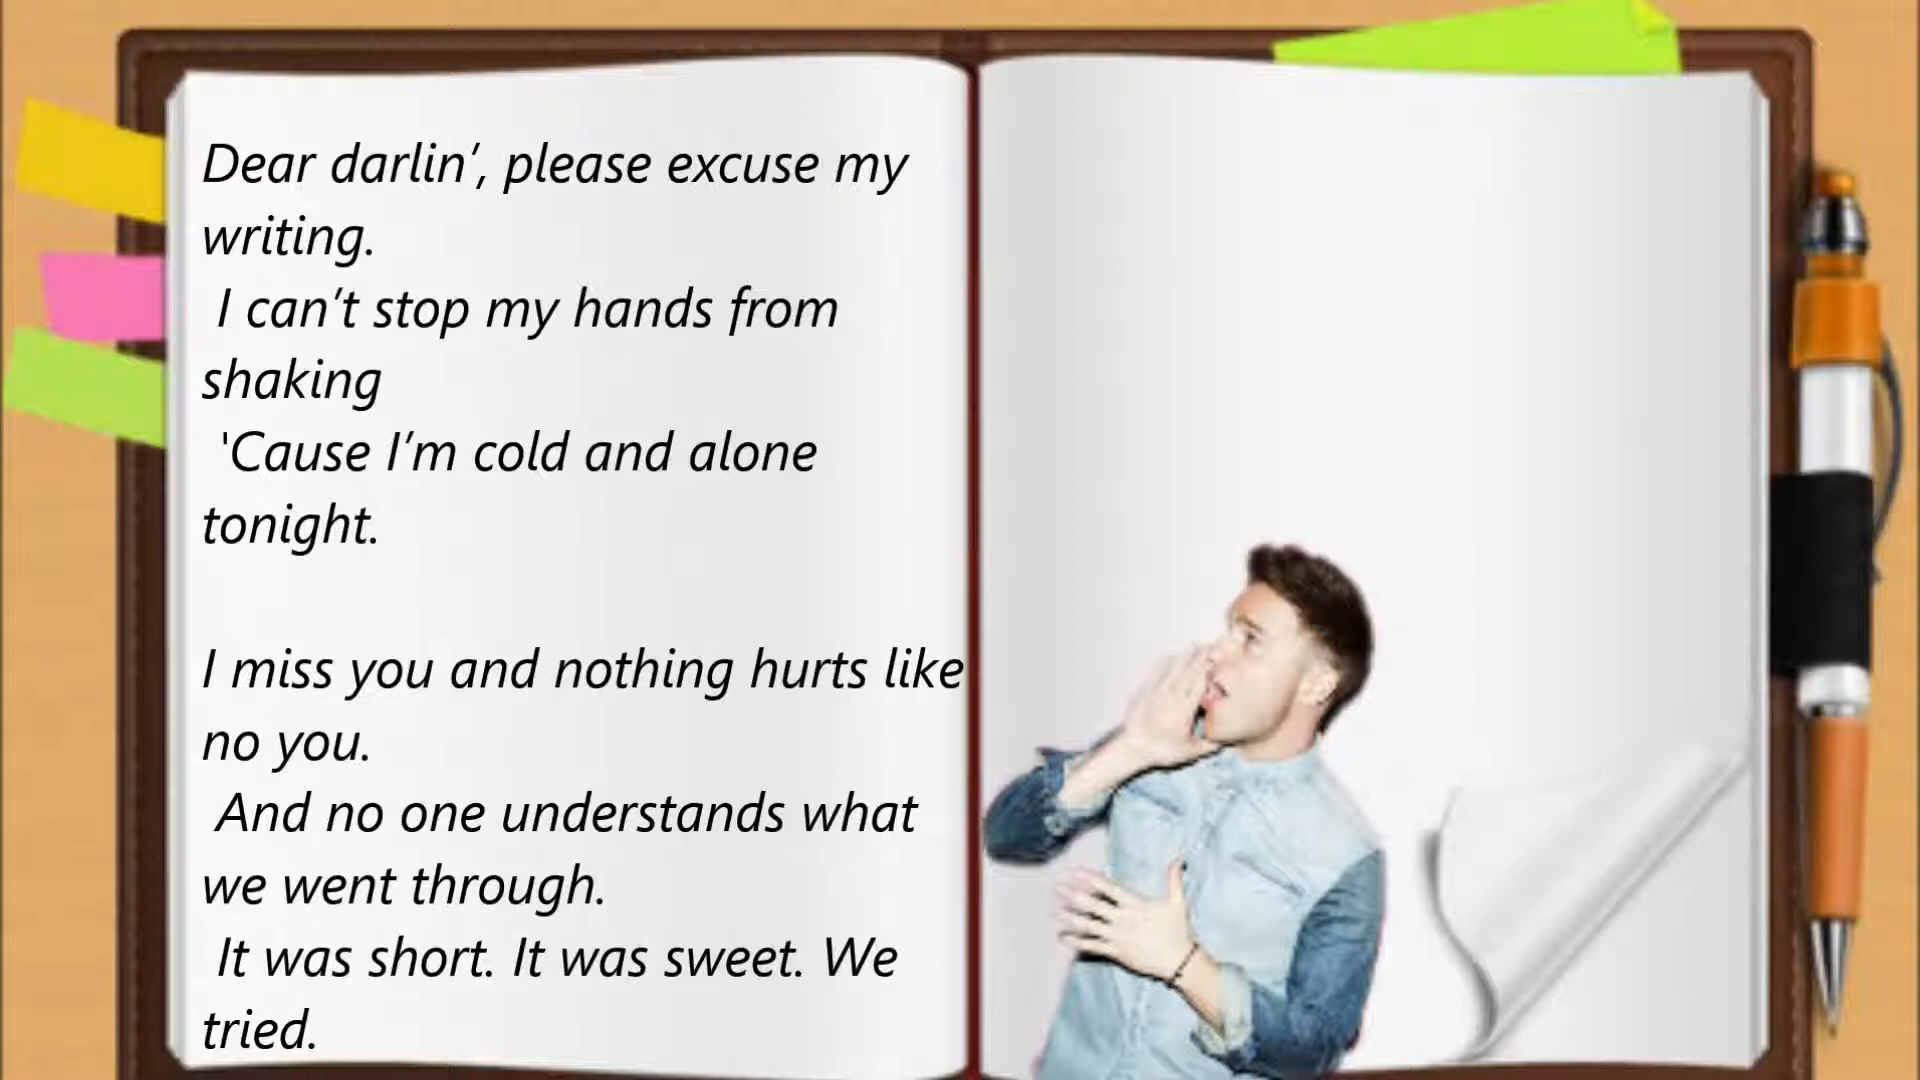 Dear darlin’, please excuse my
writing.
I can’t stop my hands from
shaking
'Cause I’m cold and alone
tonight.
I miss you and nothing hurts like
no you.
And no one understands what
we went through.
It was short. It was sweet. We
tried.